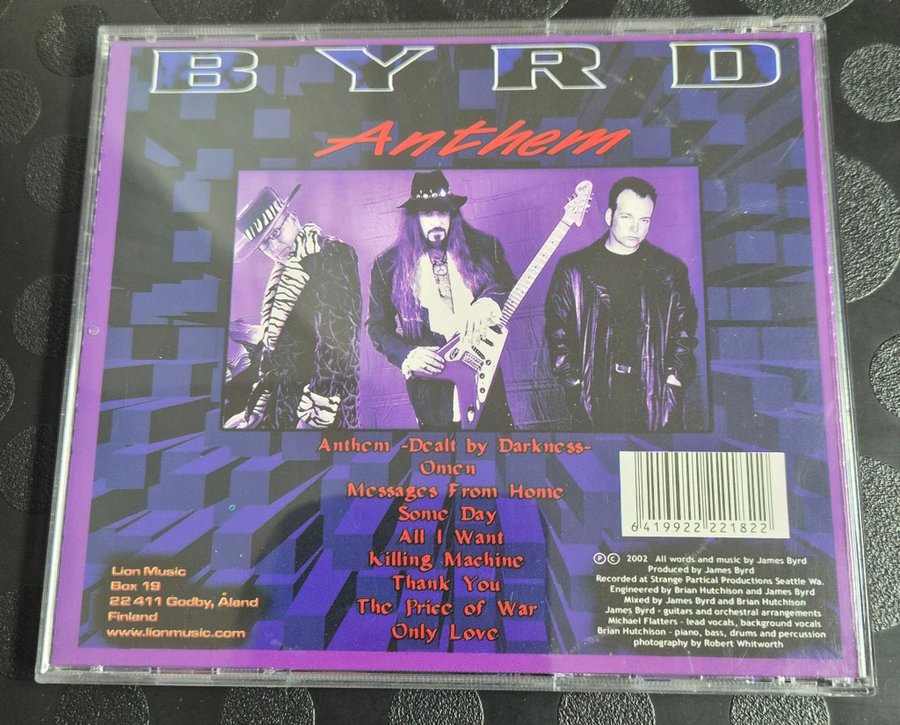 BYRD
Anthem
Anthem -Dealt by Darkness-
Omen
Messages From Home
Some Day
All I Want
Killing Machine
Thank You
The Price of War
Only Love
Lion Music
Box 19
22 411 Godby, Åland
Finland
www.lionmusic.com
6 419922 221822
Ⓟ © 2002 All words and music by James Byrd
Produced by James Byrd
Recorded at Strange Partical Productions Seattle Wa.
Engineered by Brian Hutchison and James Byrd
Mixed by James Byrd and Brian Hutchison
James Byrd - guitars and orchestral arrangements
Michael Flatters - lead vocals, background vocals
Brian Hutchison - piano, bass, drums and percussion
photography by Robert Whitworth